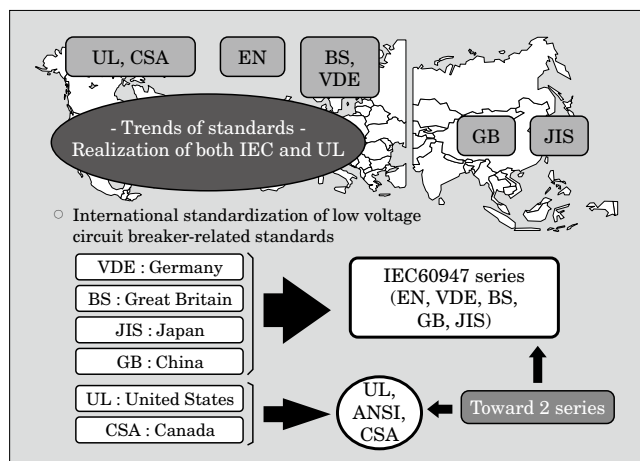 UL, CSA
EN
BS,
VDE
- Trends of standards -
Realization of both IEC and UL
GB
JIS
○ International standardization of low voltage
circuit breaker-related standards
VDE : Germany
BS : Great Britain
JIS : Japan
GB : China
UL : United States
CSA : Canada
IEC60947 series
(EN, VDE, BS,
GB, JIS)
UL,
ANSI,
CSA
Toward 2 series